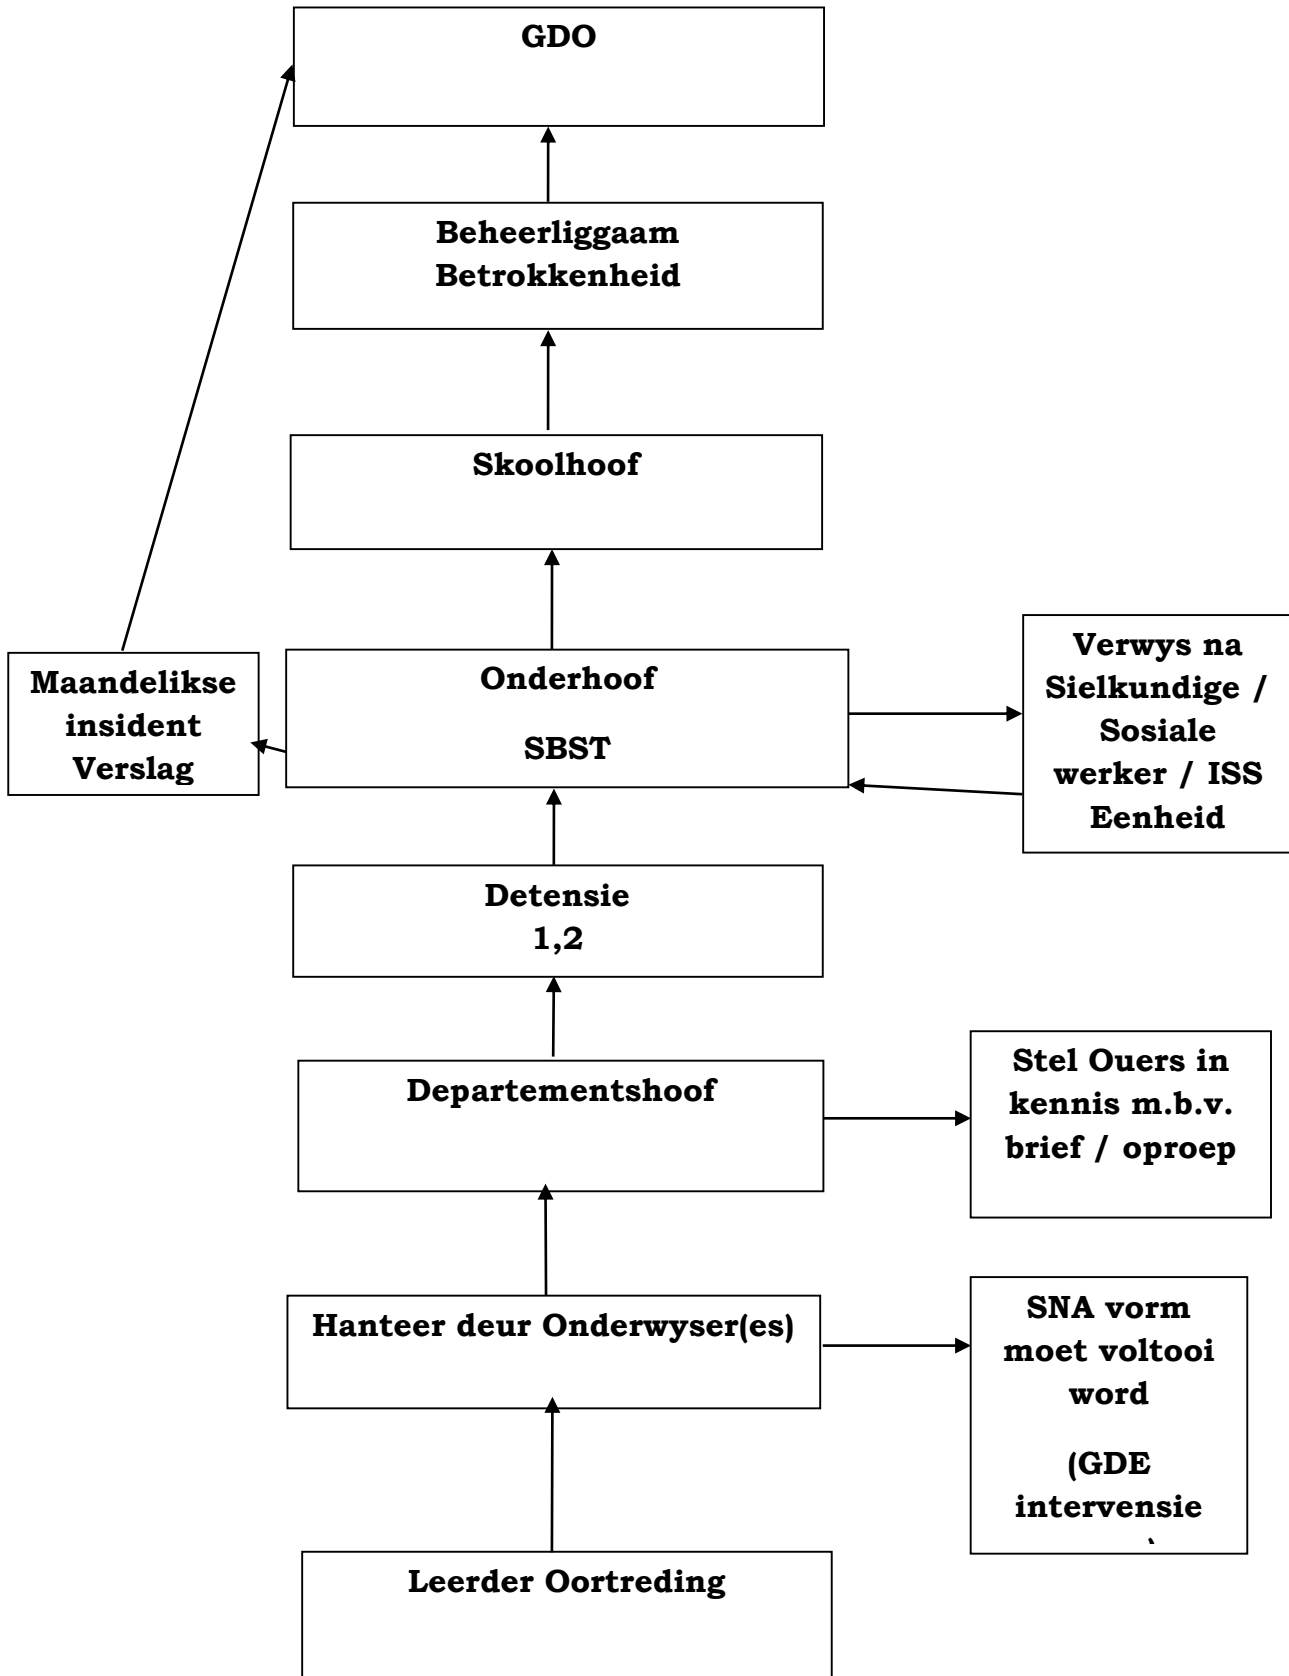 GDO
Beheerliggaam
Betrokkenheid
Skoolhoof
Maandelikse
insident
Verslag
Onderhoof
SBST
Verwys na
Sielkundige /
Sosiale
werker / ISS
Eenheid
Detensie
1,2
Departementshoof
Stel Ouers in
kennis m.b.v.
brief / oproep
Hanteer deur Onderwyser(es)
SNA vorm
moet voltooi
word
(GDE
intervensie
Leerder Oortreding